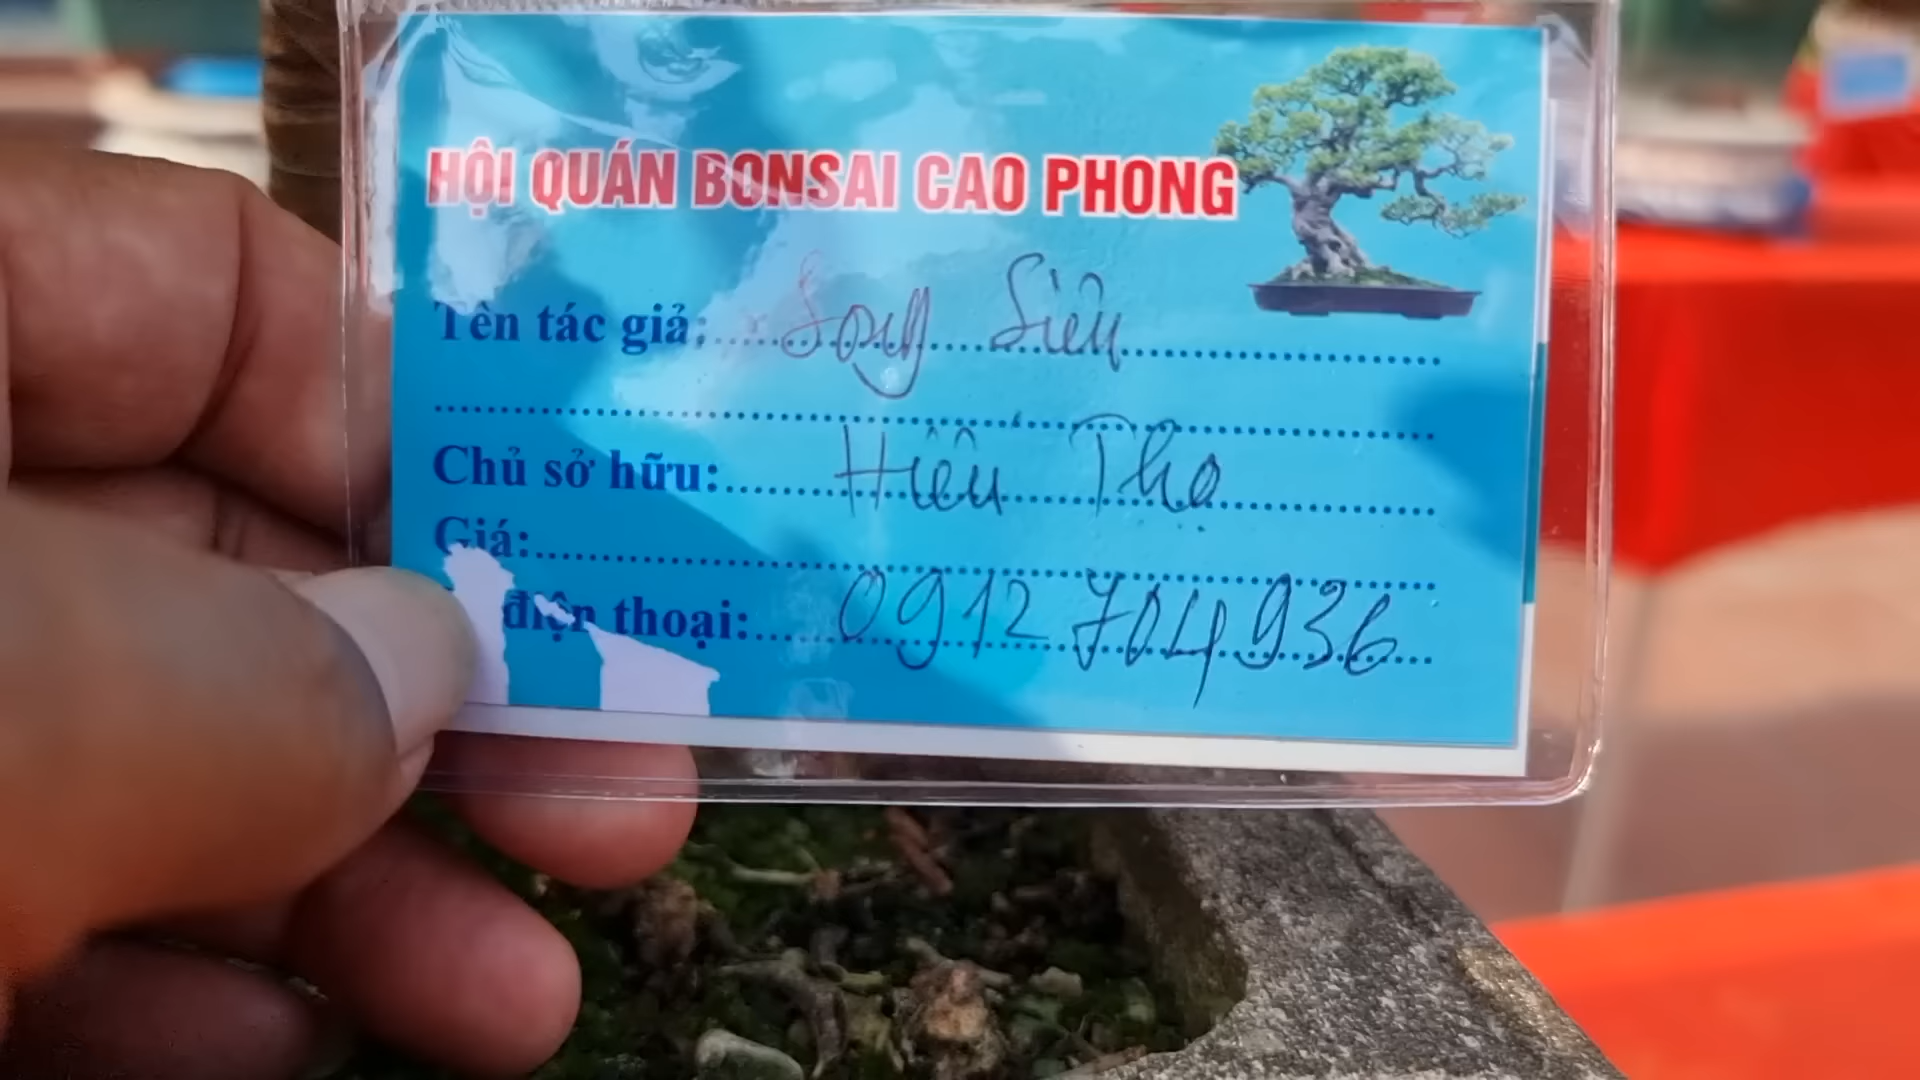 HỘI QUÁN BONSAI CAO PHONG
Tên tác giả: Song Siêu
Chủ sở hữu: Hiếu Thọ
Giá:
điện thoại: 0912 704 936